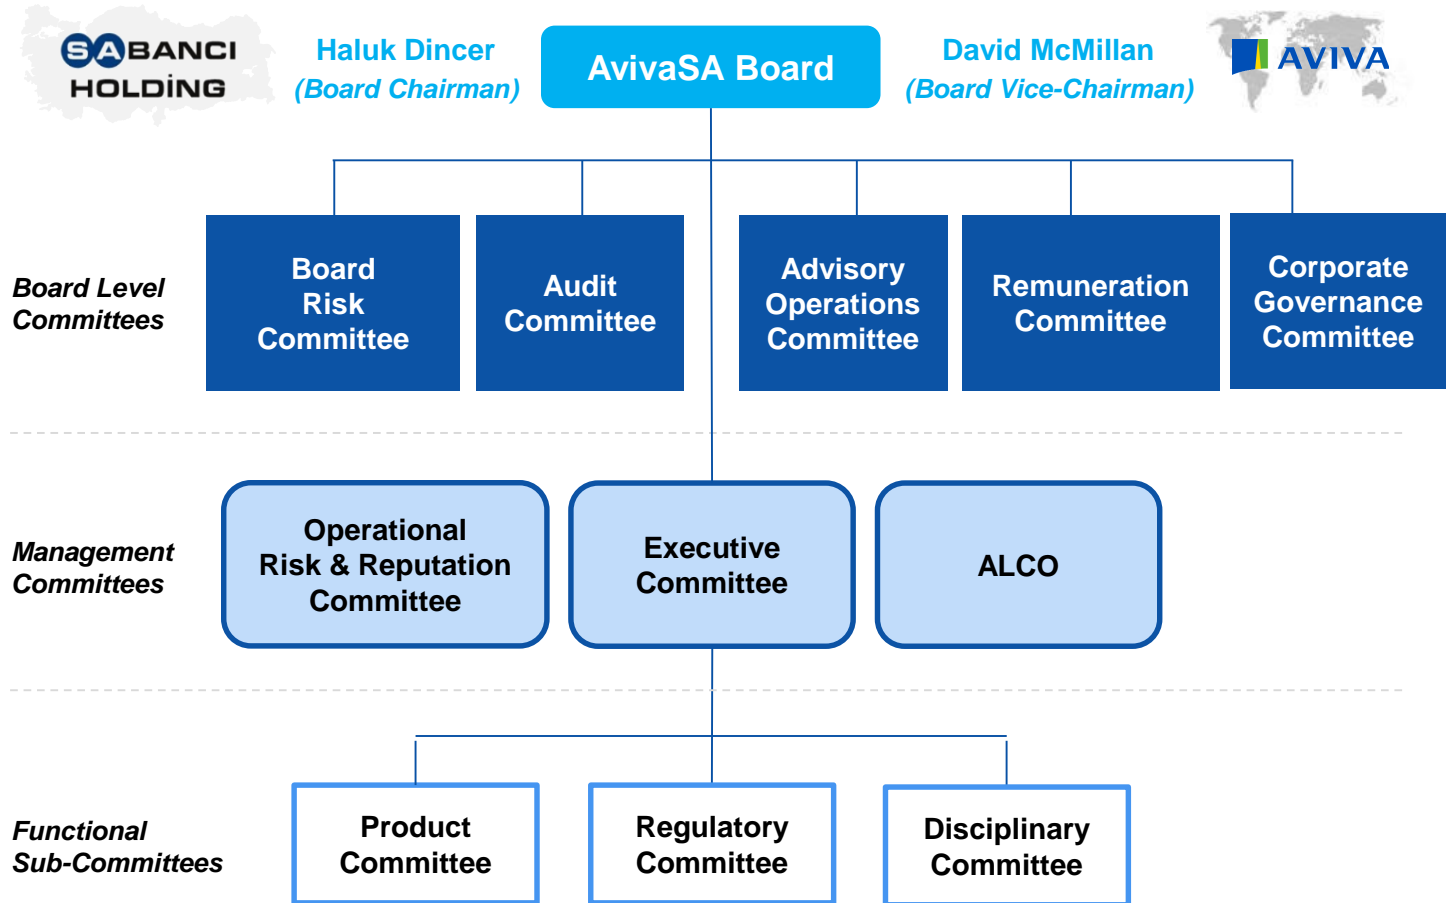 SABANCI
HOLDİNG
Haluk Dincer
(Board Chairman)
AvivaSA Board
David McMillan
(Board Vice-Chairman)
AVIVA
Board Level
Committees
Board
Risk
Committee
Audit
Committee
Advisory
Operations
Committee
Remuneration
Committee
Corporate
Governance
Committee
Management
Committees
Operational
Risk & Reputation
Committee
Executive
Committee
ALCO
Functional
Sub-Committees
Product
Committee
Regulatory
Committee
Disciplinary
Committee